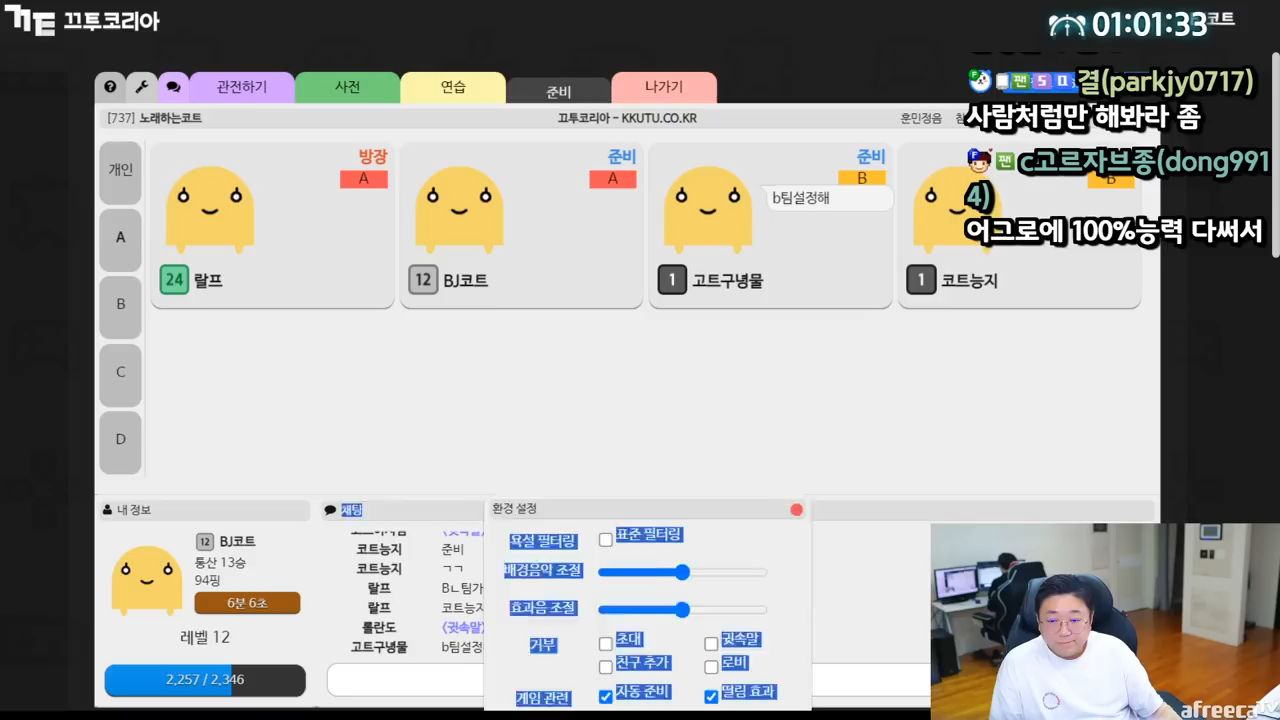 끄투코리아
01:01:33
코트
관전하기
사전
연습
준비
나가기
[737] 노래하는코트
끄투코리아 - KKUTU.CO.KR
훈민정음
결(parkjy0717)
사람처럼만 해봐라 좀
c고르자브종(dong991
4)
어그로에 100%능력 다써서
개인
A
B
C
D
방장
A
24 랄프
준비
A
12 BJ코트
준비
B
b팀설정해
1 고트구녕물
B
1 코트능지
내 정보
12 BJ코트
통산 13승
94핑
6분 6초
레벨 12
2,257 / 2,346
채팅
코트능지 준비
코트능지 ㄱㄱ
랄프 Bㄴ팀가
랄프 코트능지
롤란도 (귓속말)
고트구녕물 b팀설정
환경 설정
욕설 필터링
표준 필터링
배경음악 조절
효과음 조절
거부
초대
귓속말
친구 추가
로비
게임 관련
자동 준비
떨림 효과
afreeca